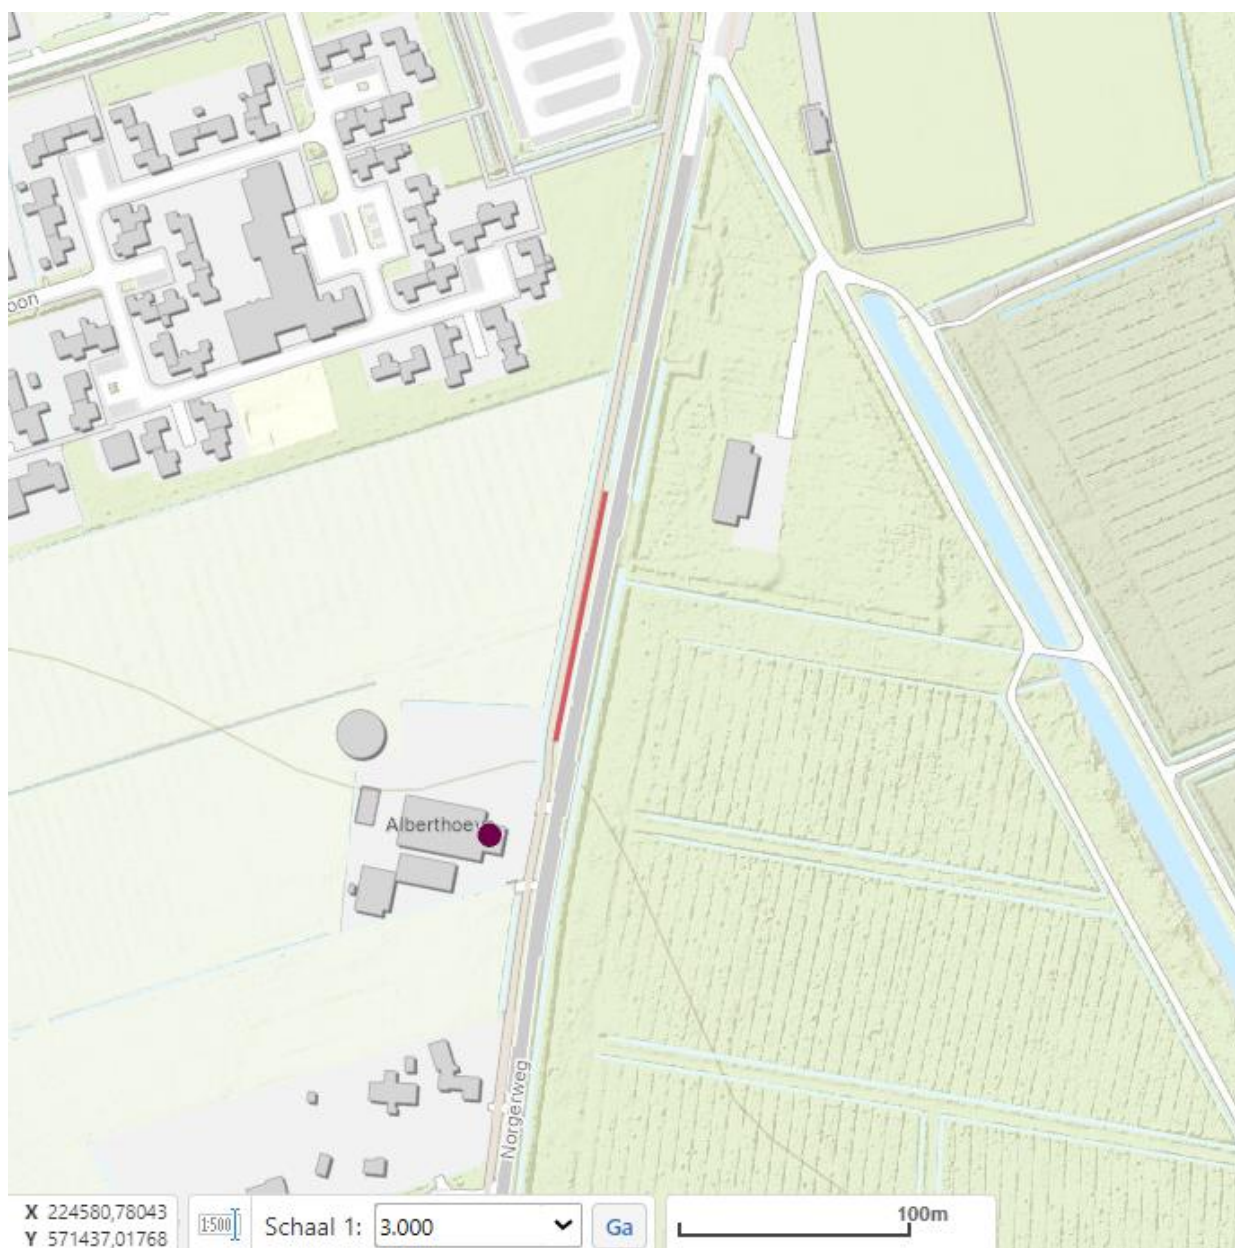 oon
Alberthoeve
Norgerweg
X 224580,78043
Y 571437,01768
1:500
Schaal 1:
3.000
Ga
100m